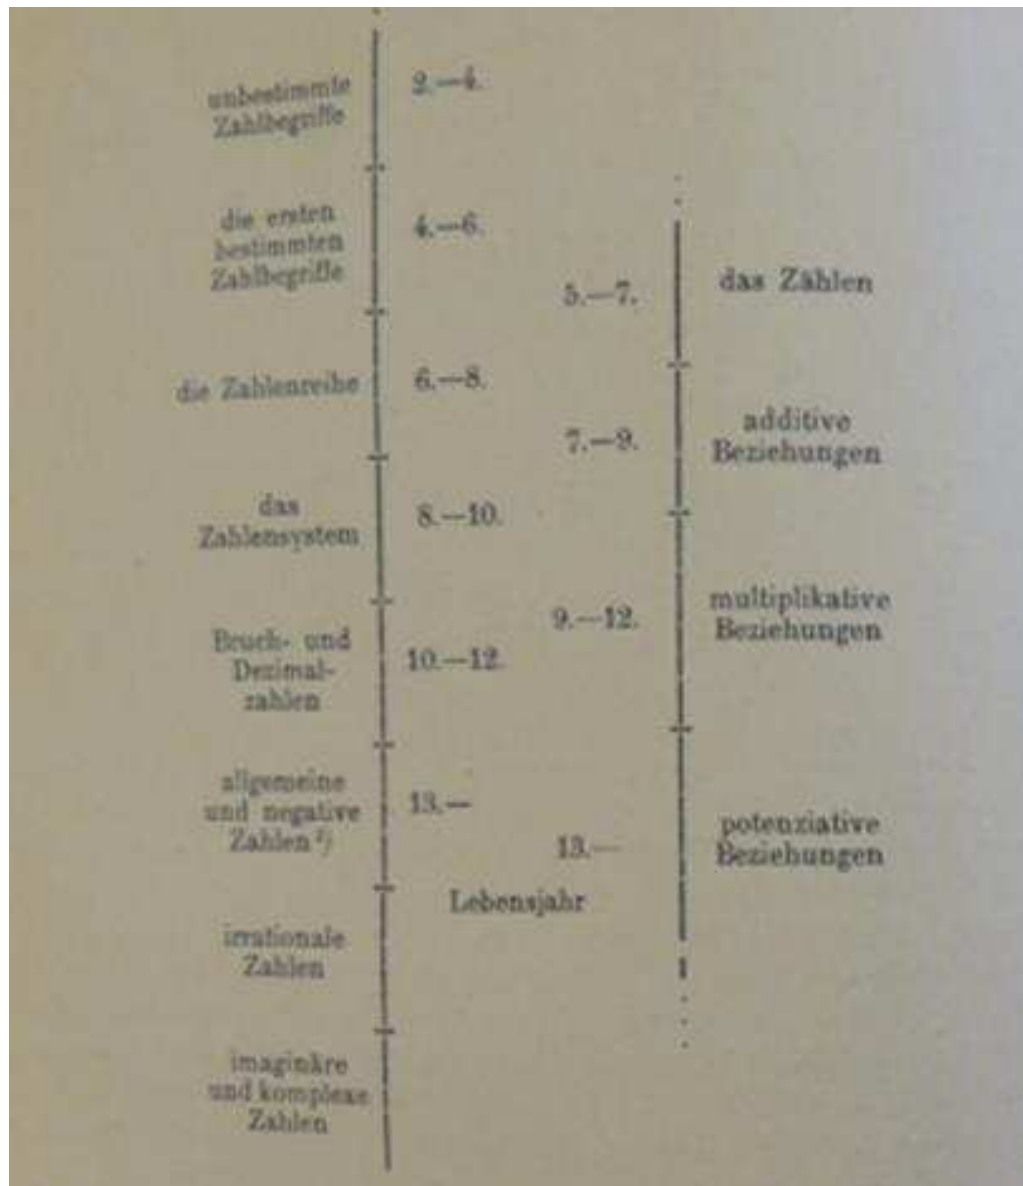 unbestimmte
Zahlbegriffe
2.—4.
die ersten
bestimmten
Zahlbegriffe
4.—6.
die Zahlenreihe
6.—8.
das
Zahlensystem
8.—10.
Bruch- und
Dezimal-
zahlen
10.—12.
allgemeine
und negative
Zahlen ²)
13.—
irrationale
Zahlen
imaginäre
und komplexe
Zahlen
5.—7.
das Zählen
7.—9.
additive
Beziehungen
9.—12.
multiplikative
Beziehungen
13.—
potenziative
Beziehungen
Lebensjahr